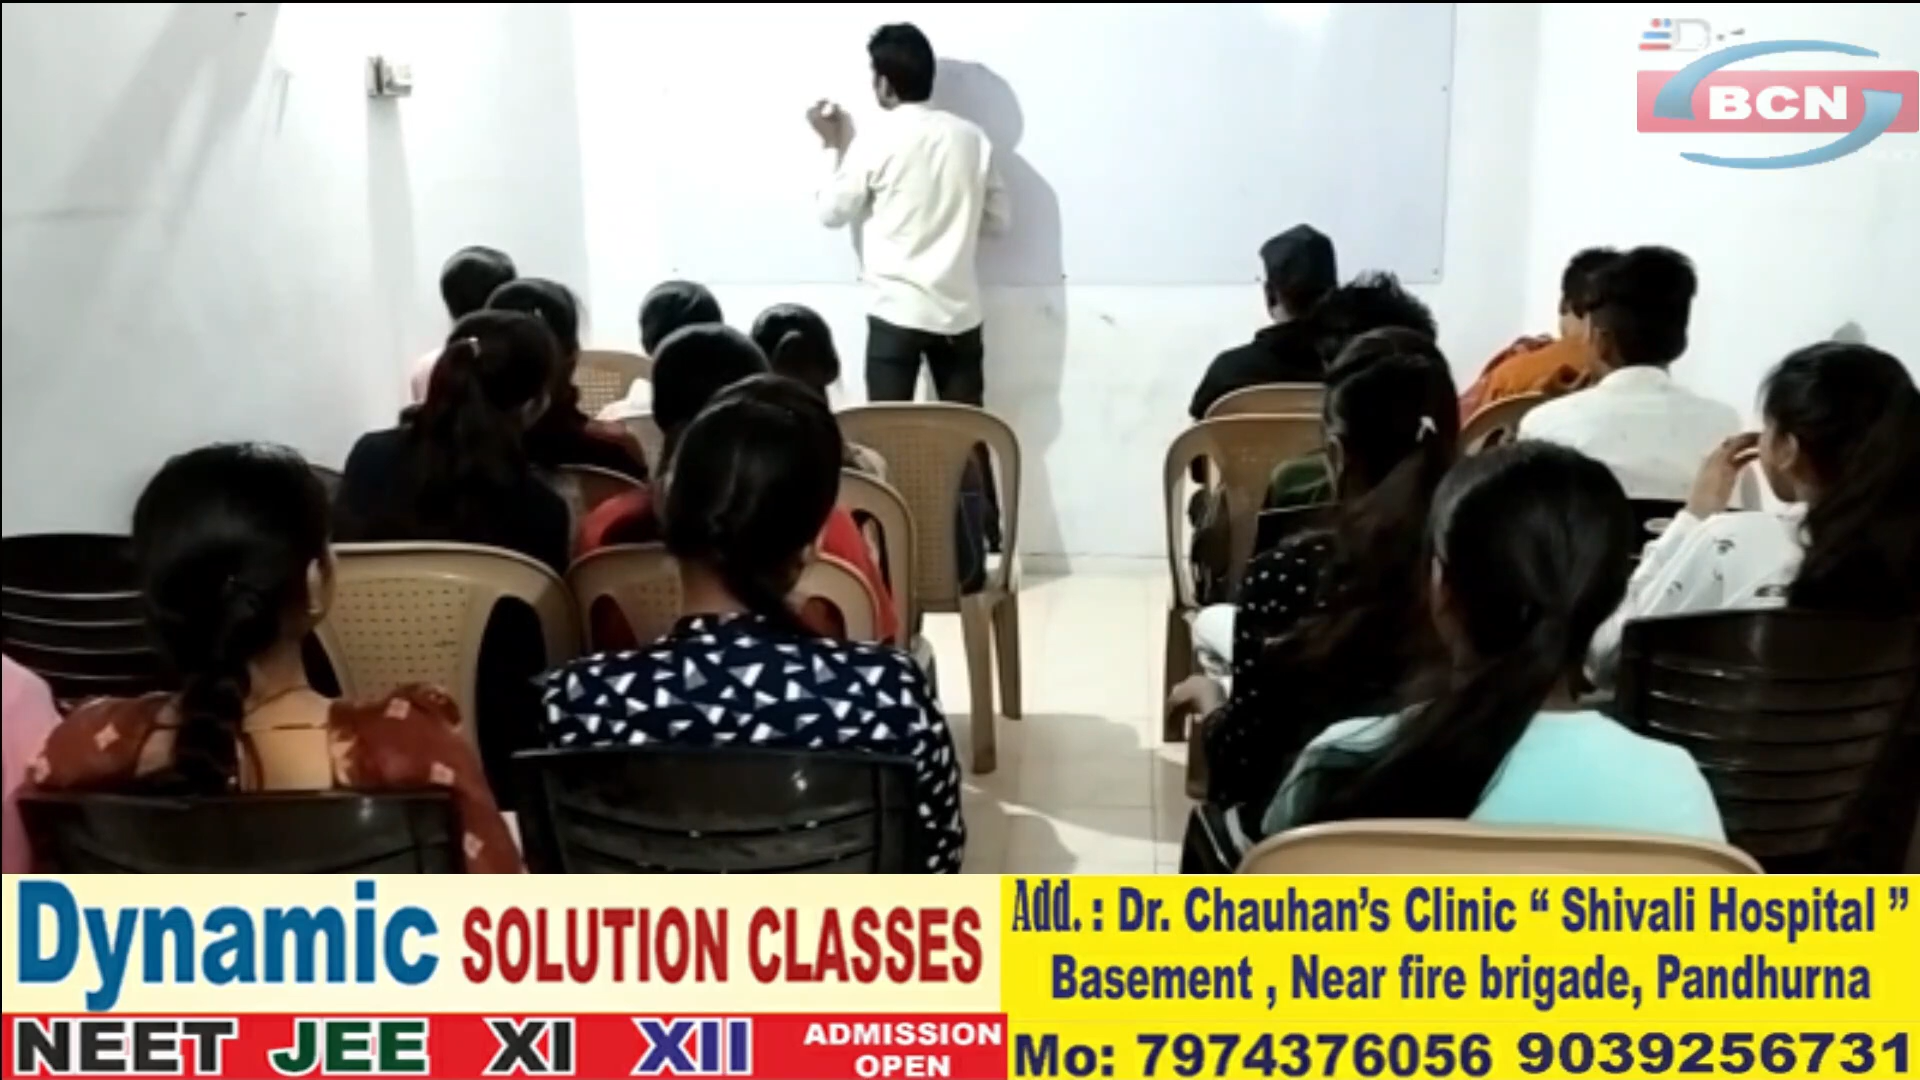 BCN
Dynamic SOLUTION CLASSES
NEET JEE XI XII ADMISSION OPEN
Add. : Dr. Chauhan's Clinic “ Shivali Hospital ”
Basement , Near fire brigade, Pandhurna
Mo: 7974376056 9039256731